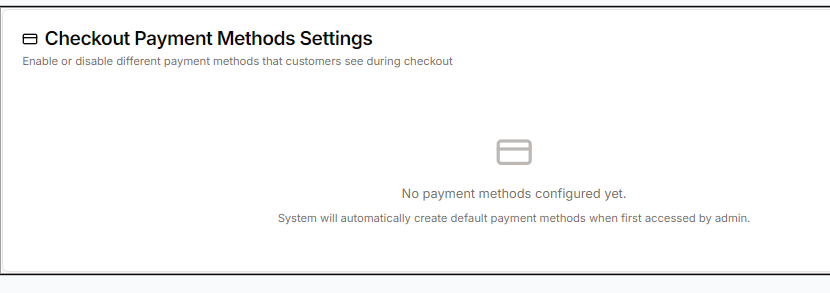 Checkout Payment Methods Settings
Enable or disable different payment methods that customers see during checkout
No payment methods configured yet.
System will automatically create default payment methods when first accessed by admin.